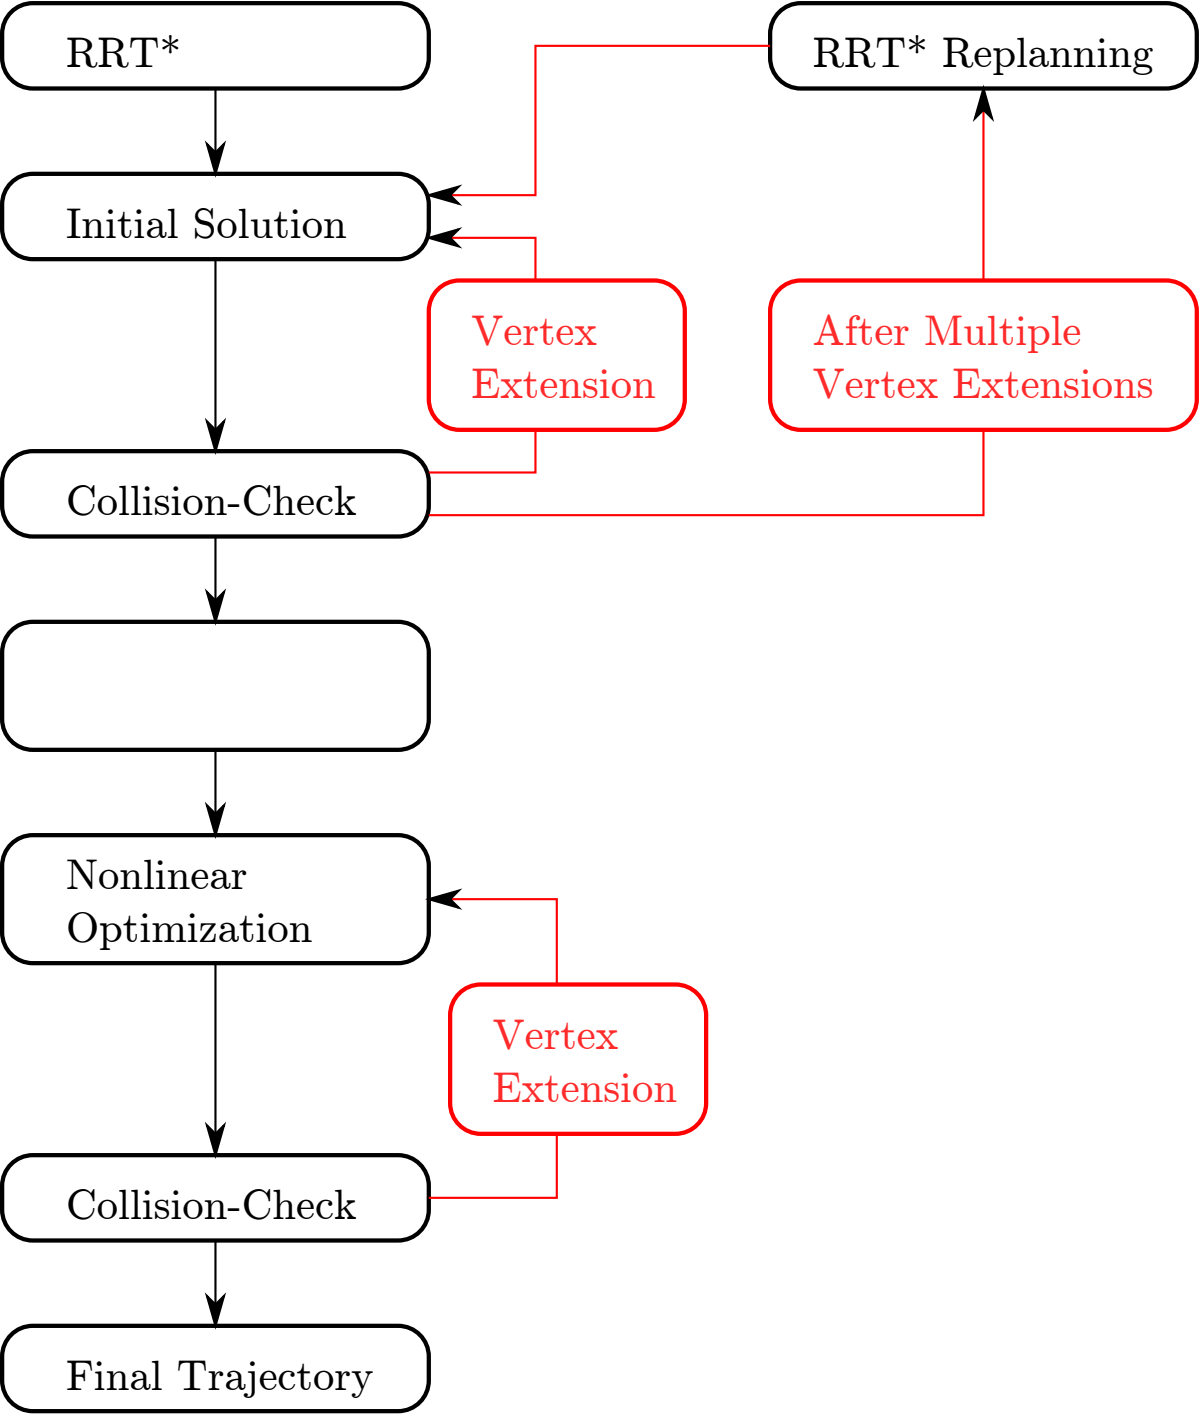 RRT*
RRT* Replanning
Initial Solution
Vertex
Extension
After Multiple
Vertex Extensions
Collision-Check
Nonlinear
Optimization
Vertex
Extension
Collision-Check
Final Trajectory